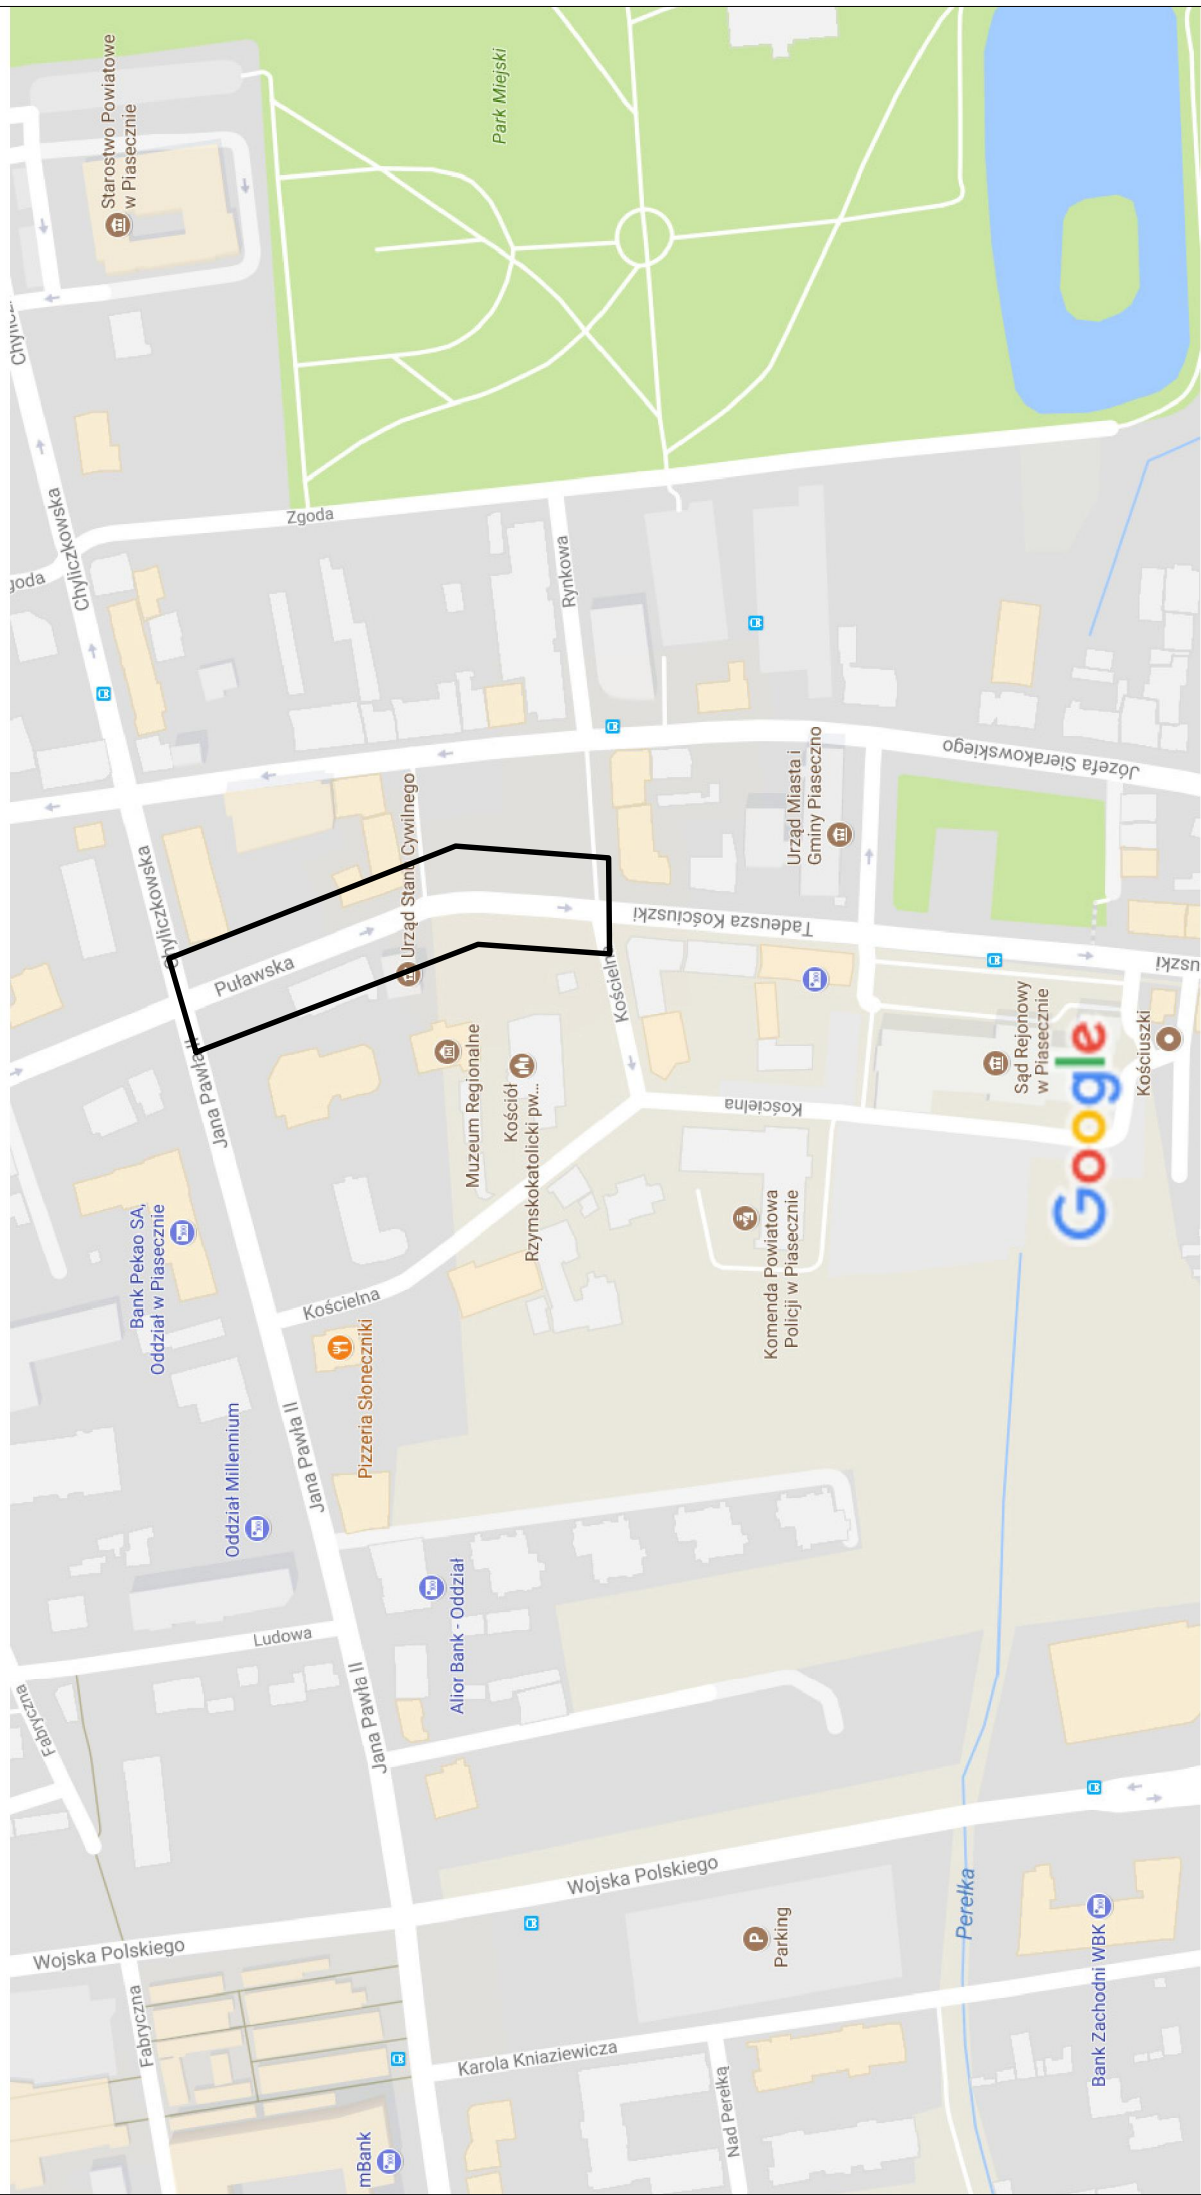 Starostwo Powiatowe
w Piasecznie
Park Miejski
Chyliczkowska
Zgoda
Rynkowa
Józefa Sierakowskiego
Urząd Miasta i
Gminy Piaseczno
Chyliczkowska
Urząd Stanu Cywilnego
Puławska
Tadeusza Kościuszki
Kościelna
Jana Pawła II
Muzeum Regionalne
Kościół
Rzymskokatolicki pw...
Kościelna
Sąd Rejonowy
w Piasecznie
Kościuszki
Google
Bank Pekao SA,
Oddział w Piasecznie
Kościelna
Komenda Powiatowa
Policji w Piasecznie
Pizzeria Słoneczniki
Jana Pawła II
Oddział Millennium
Alior Bank - Oddział
Ludowa
Jana Pawła II
Fabryczna
Wojska Polskiego
Wojska Polskiego
P
Parking
Perełka
Bank Zachodni WBK
Fabryczna
Karola Kniaziewicza
Nad Perełką
mBank